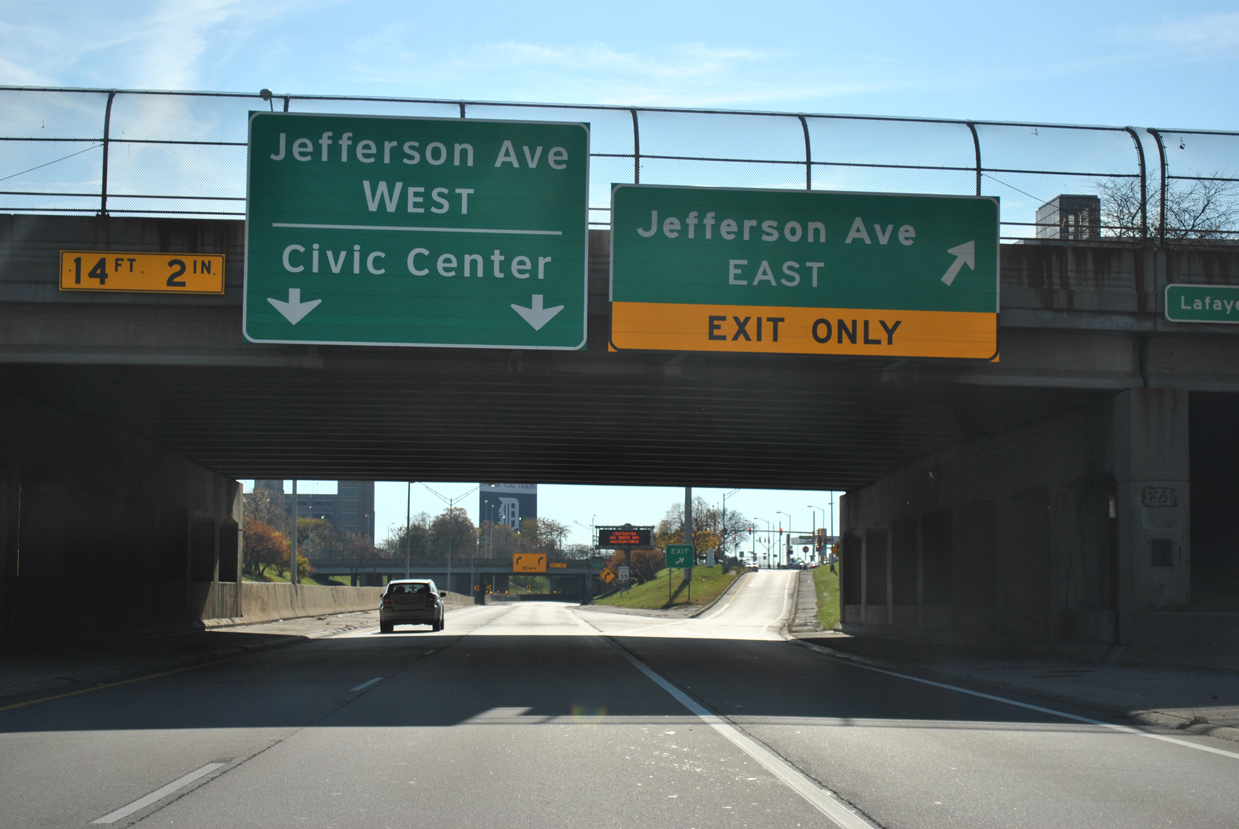 Jefferson Ave
WEST
Civic Center
Jefferson Ave
EAST
EXIT ONLY
14 FT. 2 IN.
EXIT
D